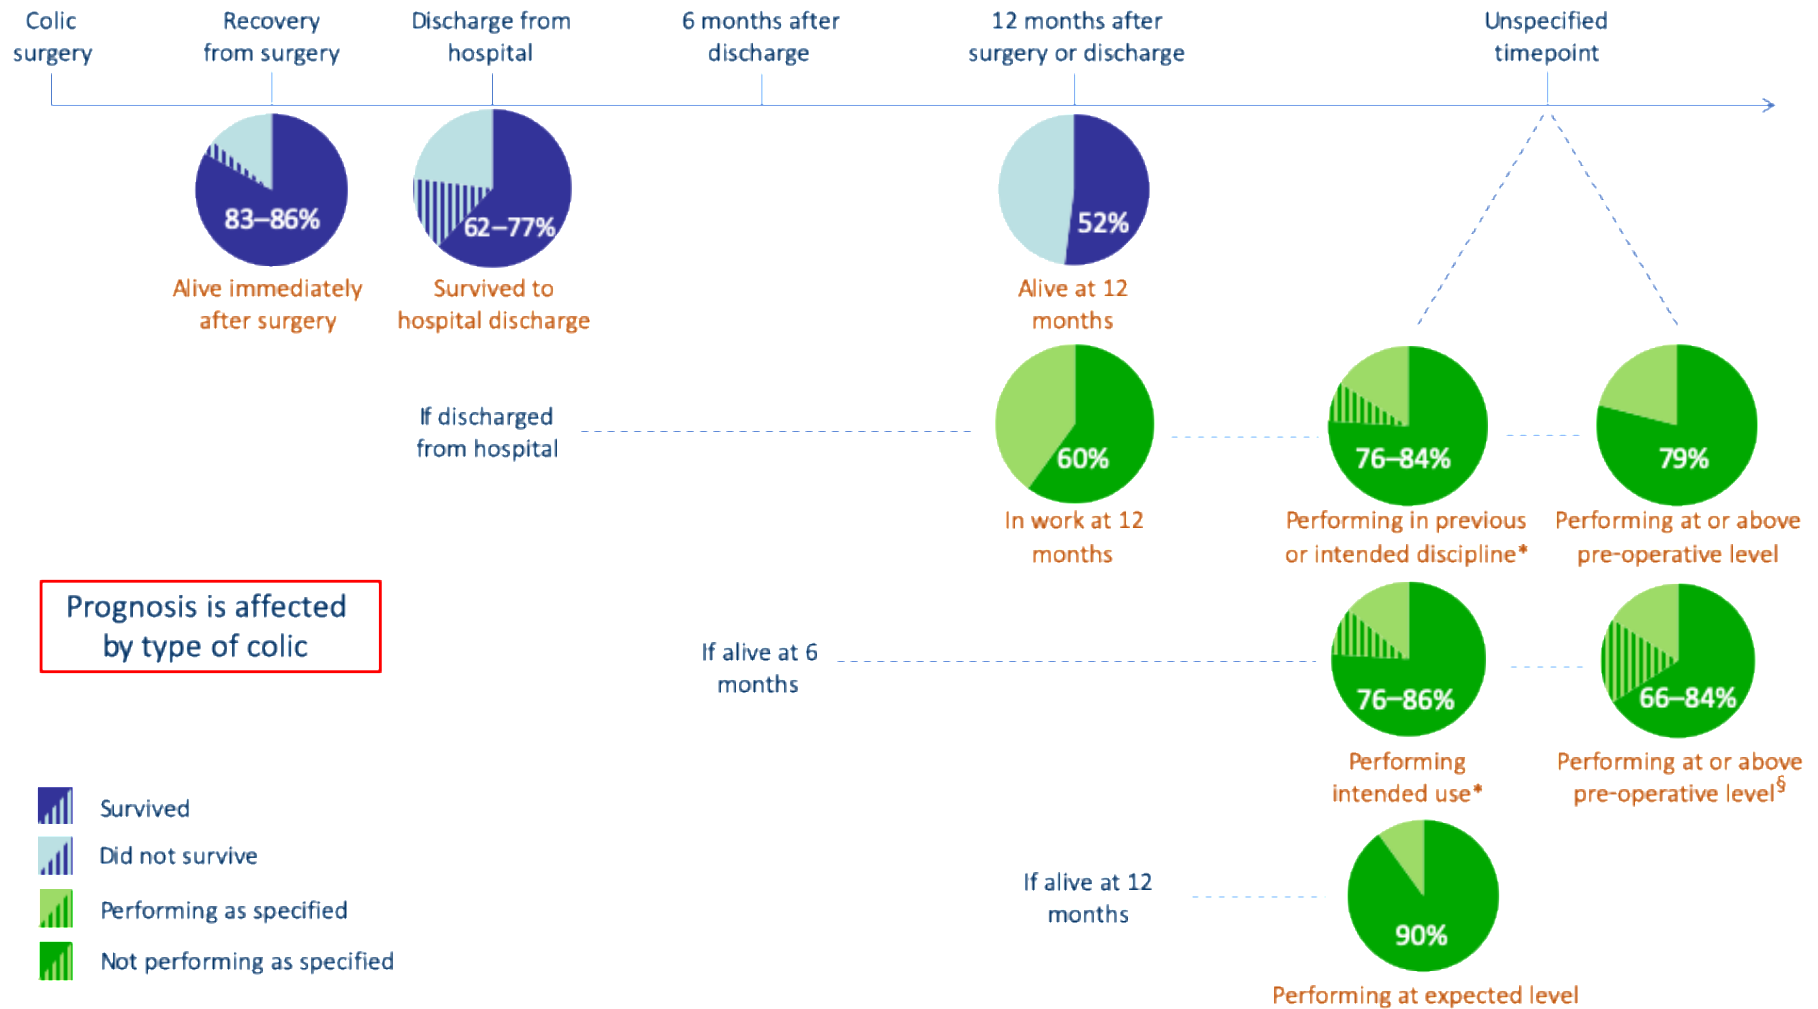 Colic
surgery
Recovery
from surgery
Discharge from
hospital
6 months after
discharge
12 months after
surgery or discharge
Unspecified
timepoint
83–86%
Alive immediately
after surgery
62–77%
Survived to
hospital discharge
52%
Alive at 12
months
If discharged
from hospital
60%
In work at 12
months
76–84%
Performing in previous
or intended discipline*
79%
Performing at or above
pre-operative level
Prognosis is affected
by type of colic
If alive at 6
months
76–86%
Performing
intended use*
66–84%
Performing at or above
pre-operative level§
If alive at 12
months
90%
Performing at expected level
Survived
Did not survive
Performing as specified
Not performing as specified